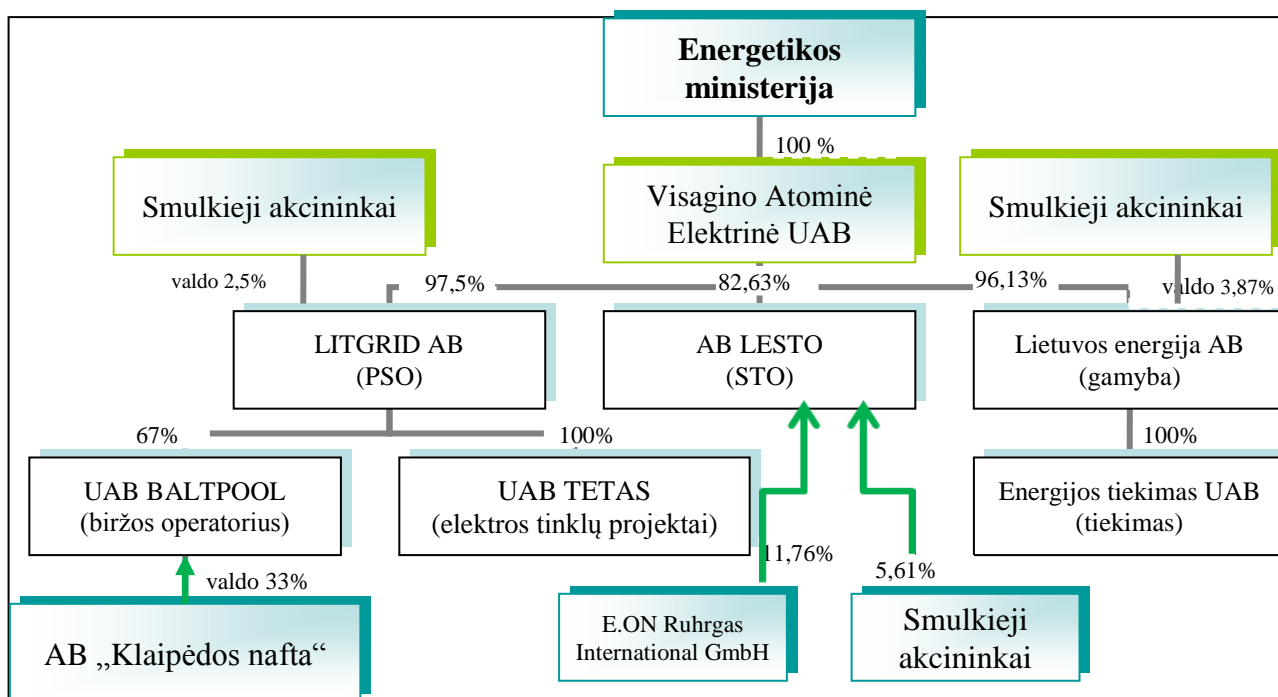 Energetikos
ministerija
100 %
Smulkieji akcininkai
Visagino Atominė
Elektrinė UAB
Smulkieji akcininkai
valdo 2,5%
97,5%
82,63%
96,13%
valdo 3,87%
LITGRID AB
(PSO)
AB LESTO
(STO)
Lietuvos energija AB
(gamyba)
67%
100%
100%
UAB BALTPOOL
(biržos operatorius)
UAB TETAS
(elektros tinklų projektai)
Energijos tiekimas UAB
(tiekimas)
valdo 33%
11,76%
5,61%
AB „Klaipėdos nafta“
E.ON Ruhrgas
International GmbH
Smulkieji
akcininkai